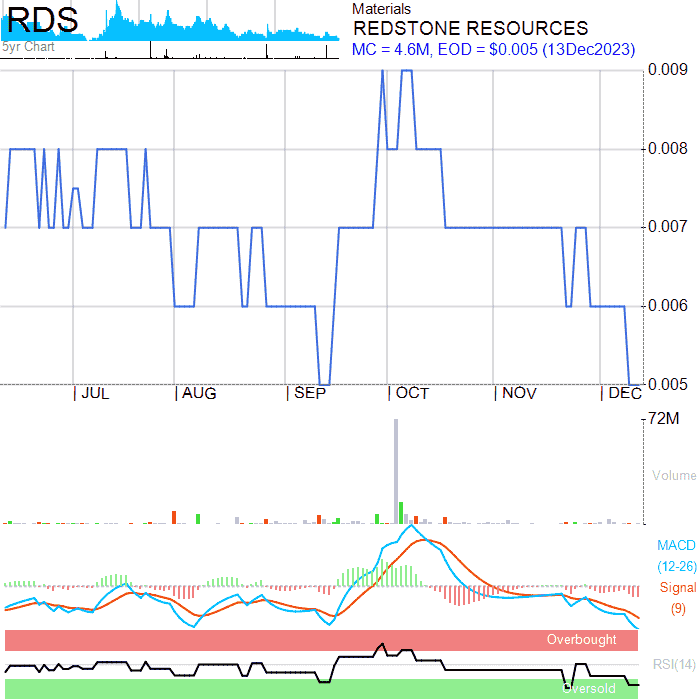 RDS
5yr Chart
Materials
REDSTONE RESOURCES
MC = 4.6M, EOD = $0.005 (13Dec2023)
0.009
0.008
0.007
0.006
0.005
| JUL | AUG | SEP | OCT | NOV | DEC
72M
Volume
MACD
(12-26)
Signal
(9)
Overbought
RSI(14)
Oversold